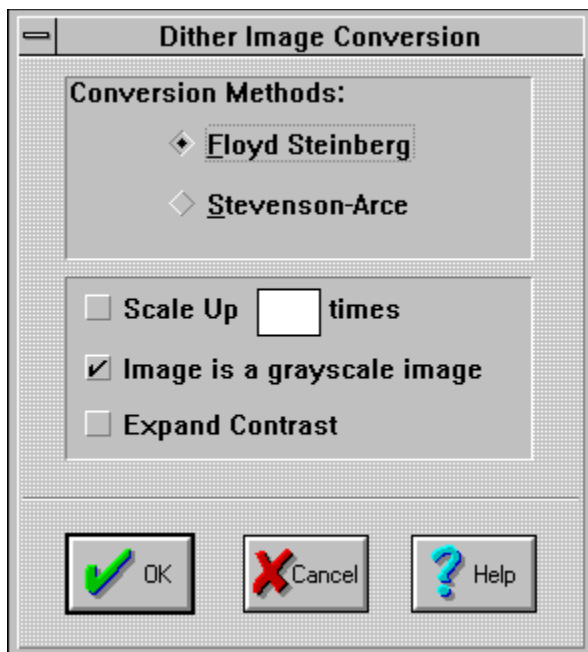 Dither Image Conversion
Conversion Methods:
Floyd Steinberg
Stevenson-Arce
Scale Up times
Image is a grayscale image
Expand Contrast
OK Cancel Help